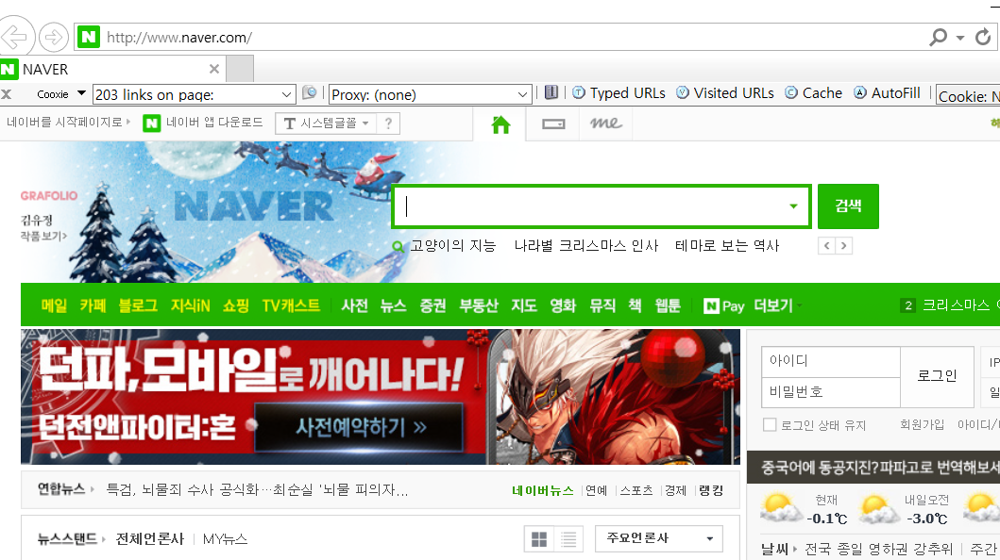 http://www.naver.com/
NAVER
Cooxie
203 links on page:
Proxy: (none)
Typed URLs
Visited URLs
Cache
AutoFill
Cookie: N
네이버를 시작페이지로
네이버 앱 다운로드
T 시스템글꼴
?
me
GRAFOLIO
김유정
작품보기>
NAVER
검색
고양이의 지능 나라별 크리스마스 인사 테마로 보는 역사
메일 카페 블로그 지식iN 쇼핑 TV캐스트 사전 뉴스 증권 부동산 지도 영화 뮤직 책 웹툰 N Pay 더보기
2 크리스마스
던파, 모바일로 깨어나다!
던전앤파이터:혼
사전예약하기 »
아이디
비밀번호
로그인
IP
로그인 상태 유지
회원가입 아이디/
중국어에 동공지진? 파파고로 번역해보세
연합뉴스 특검, 뇌물죄 수사 공식화…최순실 '뇌물 피의자...
네이버뉴스 연예 스포츠 경제 랭킹
현재
-0.1℃
내일오전
-3.0℃
뉴스스탠드 전체언론사 MY뉴스
주요언론사
날씨 전국 종일 영하권 강추위 주간